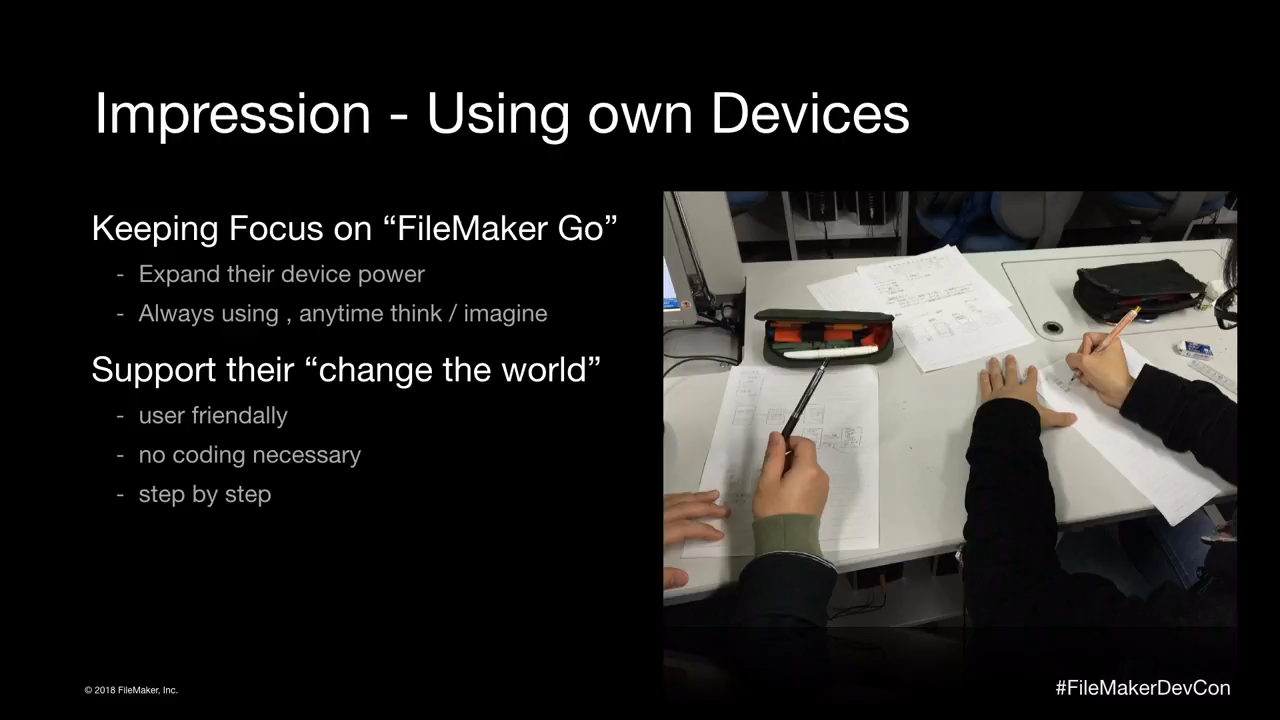 Impression - Using own Devices
Keeping Focus on “FileMaker Go”
- Expand their device power
- Always using , anytime think / imagine
Support their “change the world”
- user friendally
- no coding necessary
- step by step
© 2018 FileMaker, Inc.
#FileMakerDevCon